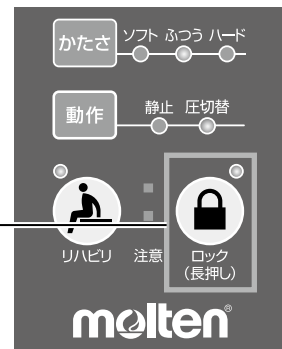 かたさ ソフト ふつう ハード
動作 静止 圧切替
リハビリ 注意 ロック
(長押し)
molten®